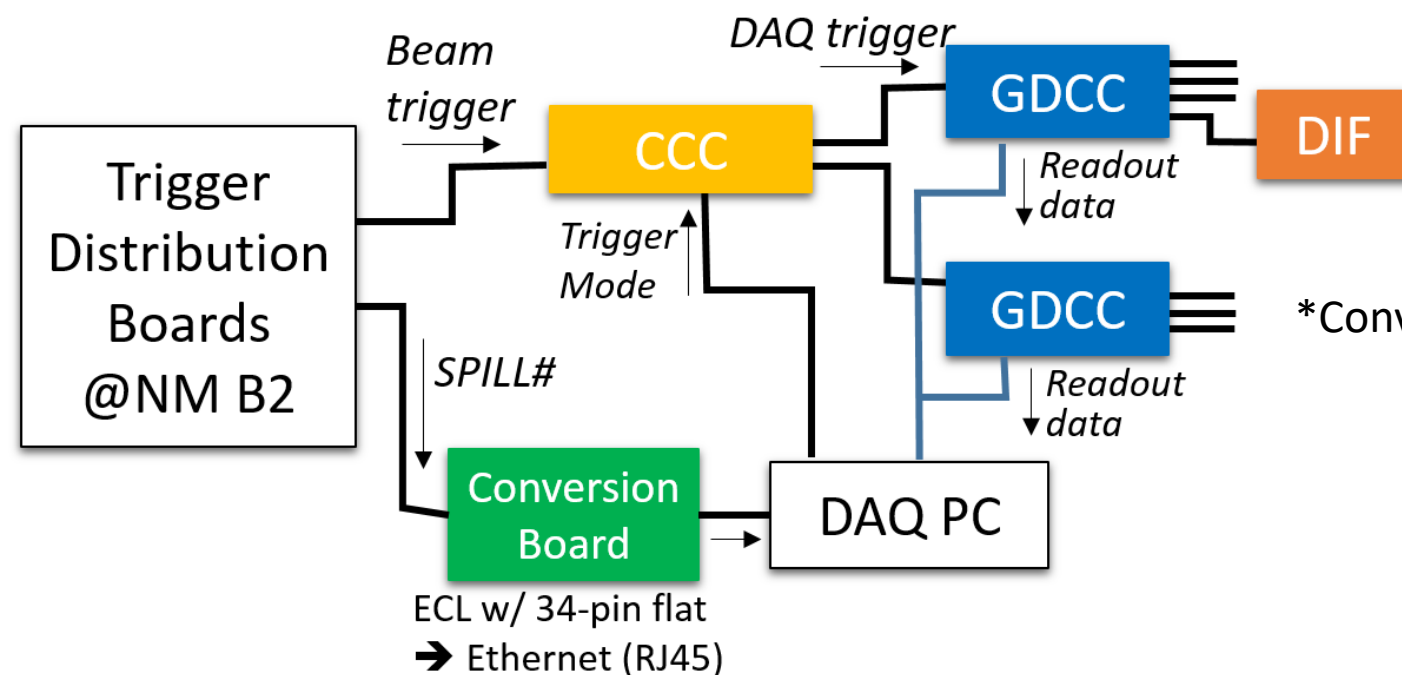 Beam
trigger
DAQ trigger
Trigger
Distribution
Boards
@NM B2
CCC
GDCC
DIF
Readout
data
Trigger
Mode
GDCC
*Conv
Readout
data
SPILL#
Conversion
Board
DAQ PC
ECL w/ 34-pin flat
➔ Ethernet (RJ45)